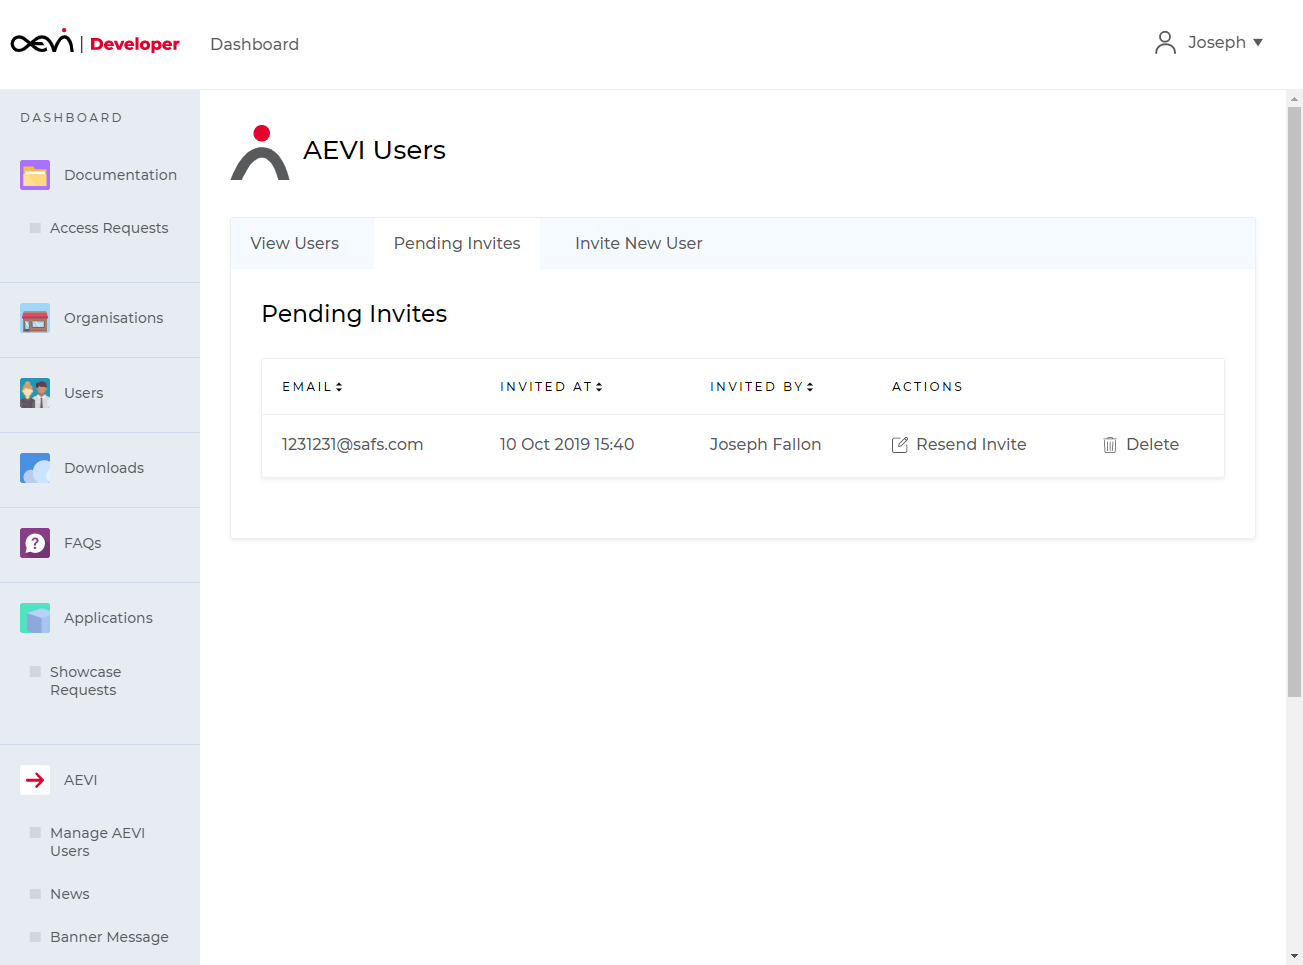 aevi | Developer
Dashboard
Joseph
DASHBOARD
Documentation
Access Requests
Organisations
Users
Downloads
FAQs
Applications
Showcase
Requests
AEVI
Manage AEVI
Users
News
Banner Message
AEVI Users
View Users
Pending Invites
Invite New User
Pending Invites
EMAIL INVITED AT INVITED BY ACTIONS
1231231@safs.com 10 Oct 2019 15:40 Joseph Fallon Resend Invite Delete